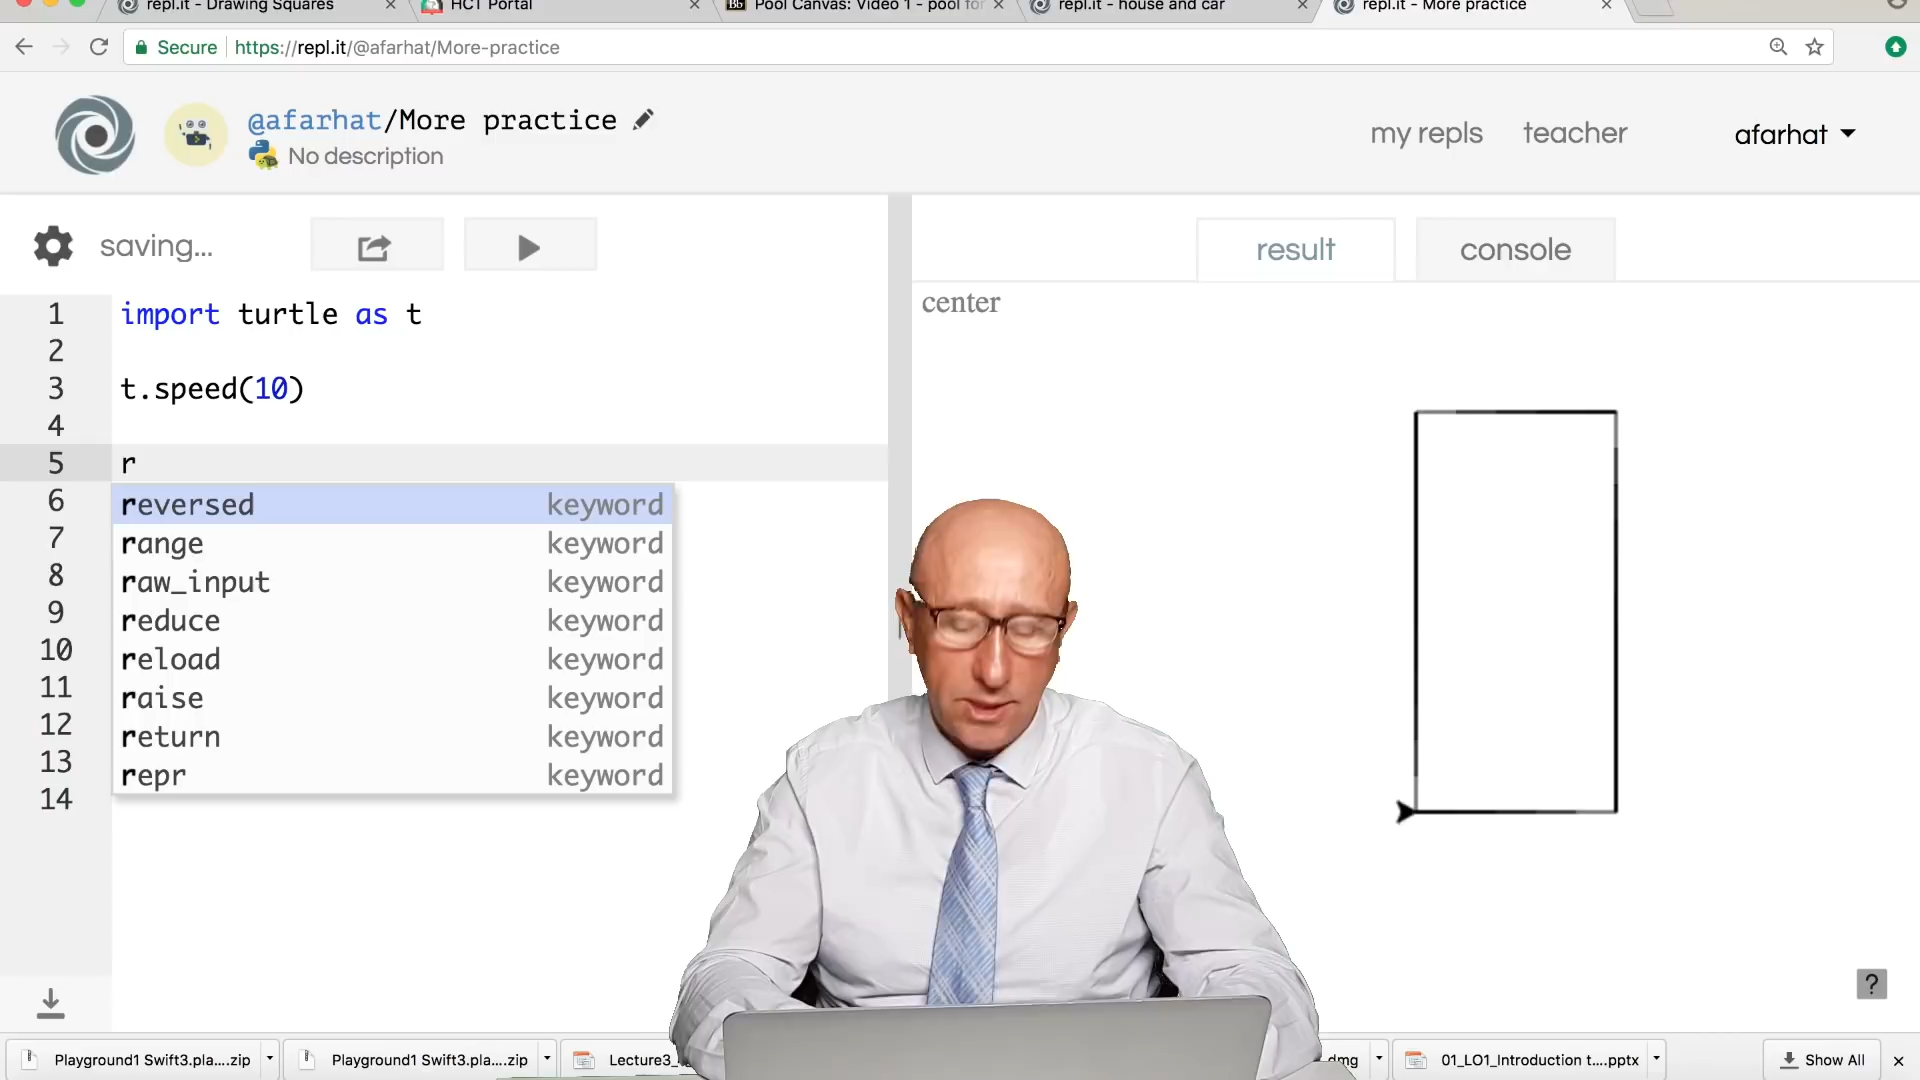 repl.it - Drawing Squares
HCT Portal
Pool Canvas: Video 1 - pool for
repl.it - house and car
repl.it - More practice
Secure https://repl.it/@afarhat/More-practice
@afarhat/More practice
No description
my repls
teacher
afarhat
saving...
result
console
center
1 import turtle as t
2
3 t.speed(10)
4
5 r
6
7
8
9
10
11
12
13
14
reversed keyword
range keyword
raw_input keyword
reduce keyword
reload keyword
raise keyword
return keyword
repr keyword
?
Playground1 Swift3.pla....zip
Playground1 Swift3.pla....zip
Lecture3_
dmg
01_LO1_Introduction t....pptx
Show All